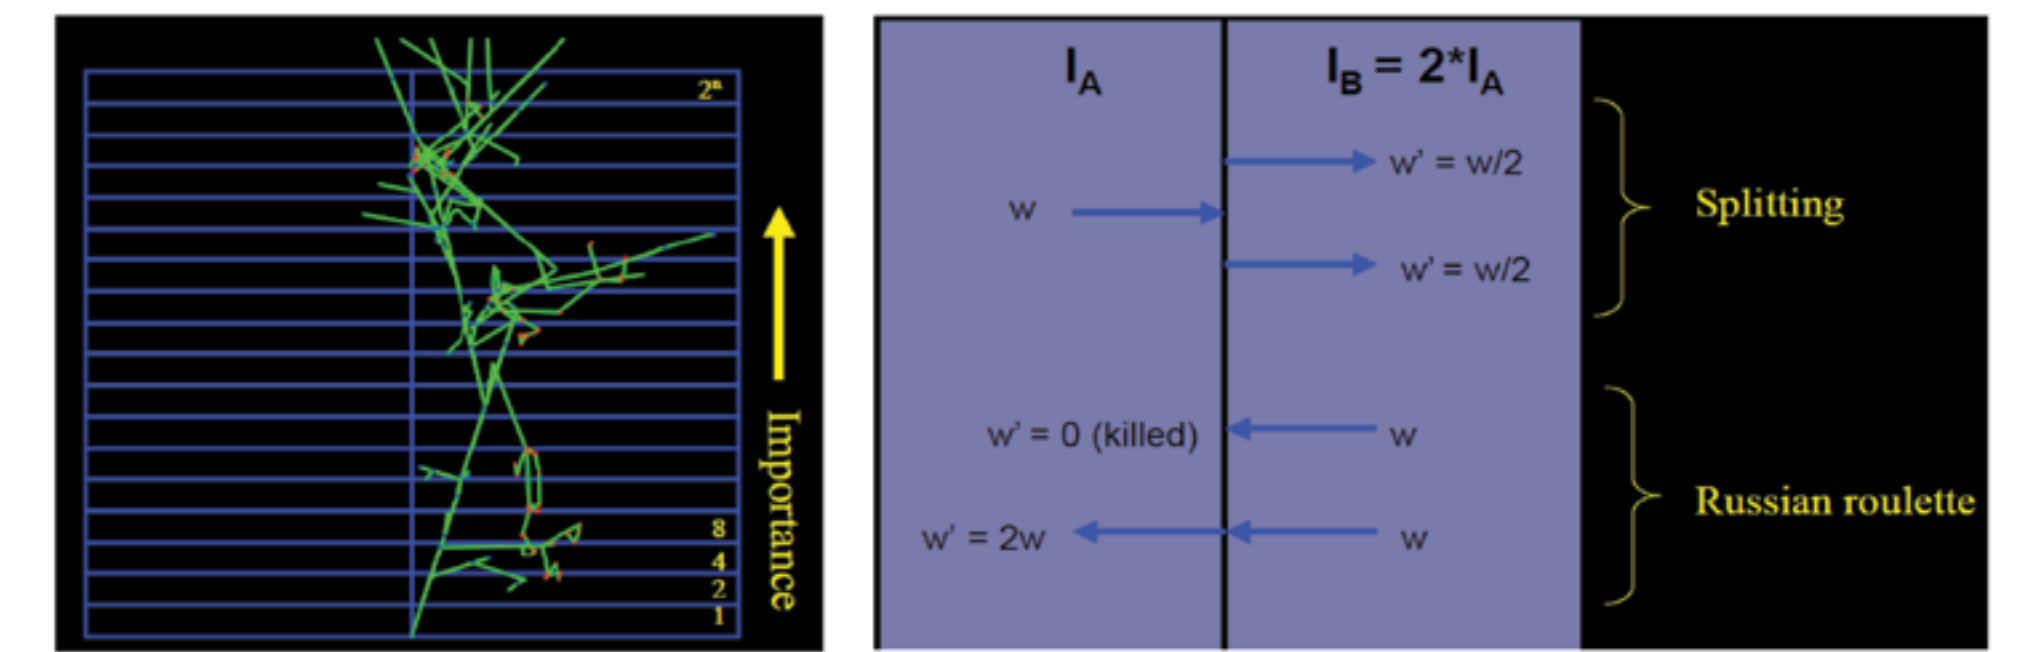 2ⁿ
8
4
2
1
Importance
I_A
I_B = 2*I_A
w' = w/2
w
w' = w/2
Splitting
w' = 0 (killed)
w
w' = 2w
w
Russian roulette